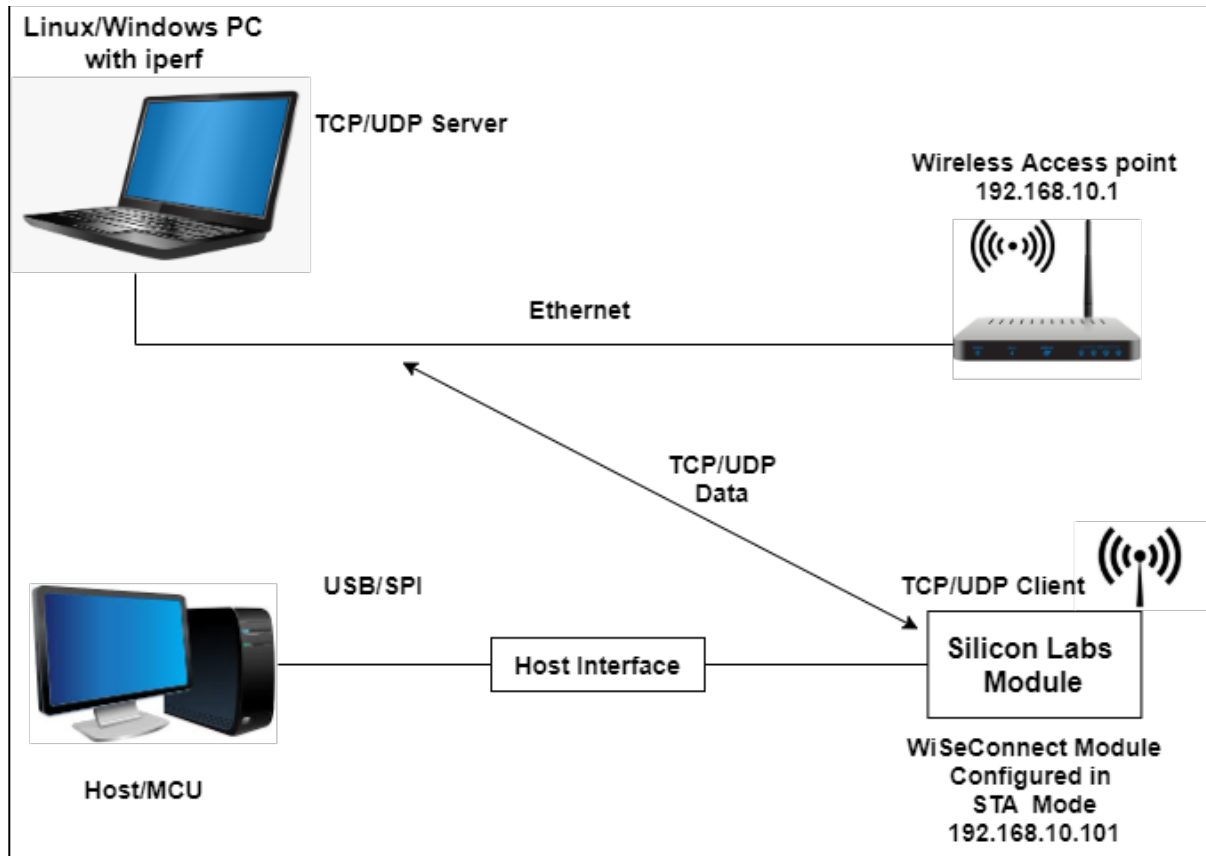 Linux/Windows PC
with iperf
TCP/UDP Server
Wireless Access point
192.168.10.1
Ethernet
TCP/UDP
Data
USB/SPI
TCP/UDP Client
Host Interface
Silicon Labs
Module
Host/MCU
WiSeConnect Module
Configured in
STA Mode
192.168.10.101